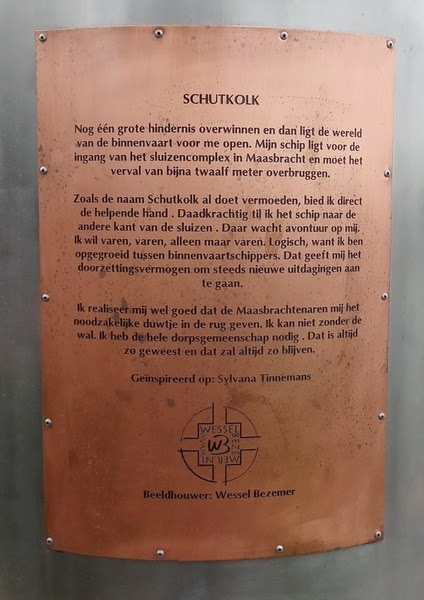 SCHUTKOLK
Nog één grote hindernis overwinnen en dan ligt de wereld
van de binnenvaart voor me open. Mijn schip ligt voor de
ingang van het sluizencomplex in Maasbracht en moet het
verval van bijna twaalf meter overbruggen.
Zoals de naam Schutkolk al doet vermoeden, bied ik direct
de helpende hand . Daadkrachtig til ik het schip naar de
andere kant van de sluizen . Daar wacht avontuur op mij.
Ik wil varen, varen, alleen maar varen. Logisch, want ik ben
opgegroeid tussen binnenvaartschippers. Dat geeft mij het
doorzettingsvermogen om steeds nieuwe uitdagingen aan
te gaan.
Ik realiseer mij wel goed dat de Maasbrachtenaren mij het
noodzakelijke duwtje in de rug geven. Ik kan niet zonder de
wal. Ik heb de hele dorpsgemeenschap nodig . Dat is altijd
zo geweest en dat zal altijd zo blijven.
Geïnspireerd op: Sylvana Tinnemans
WESSEL
BEZE
MER.NL
WWW.
WB
Beeldhouwer: Wessel Bezemer